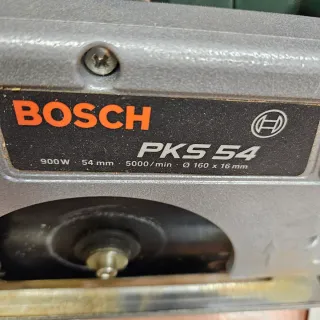 BOSCH
PKS 54
900W · 54 mm · 5000/min · Ø 160 x 16 mm